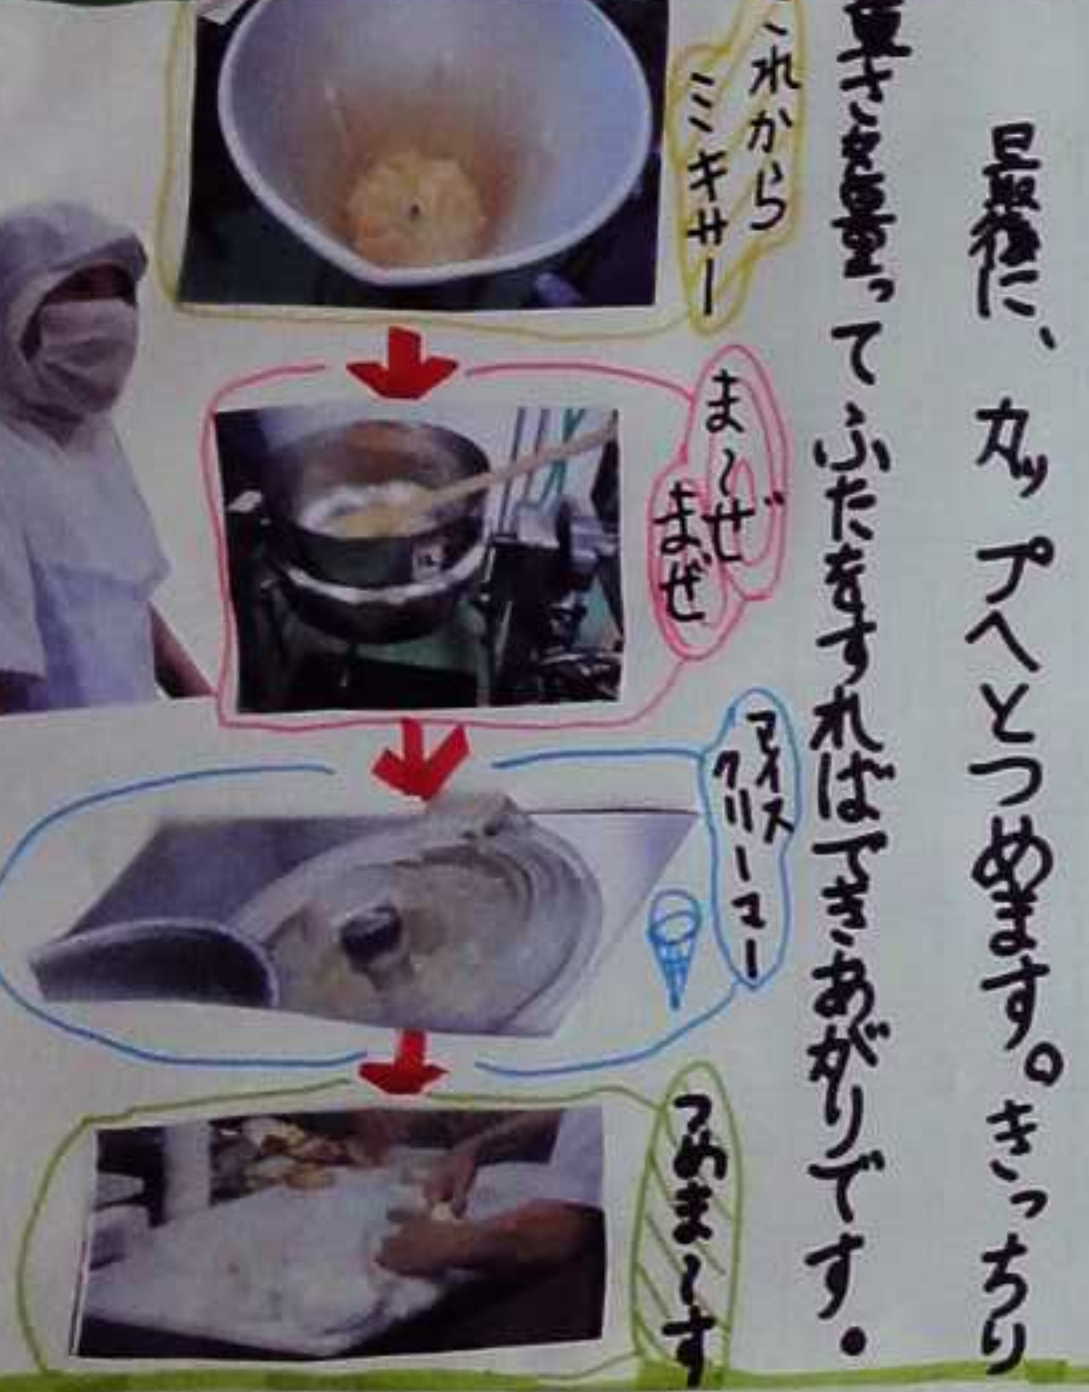 最後に、丸ップへとつめます。きっちり
重さを量ってふたをすればできあがりです。
これから
ミキサー
ま〜ぜ
まぜ
アイス
クリーマー
つめま〜す